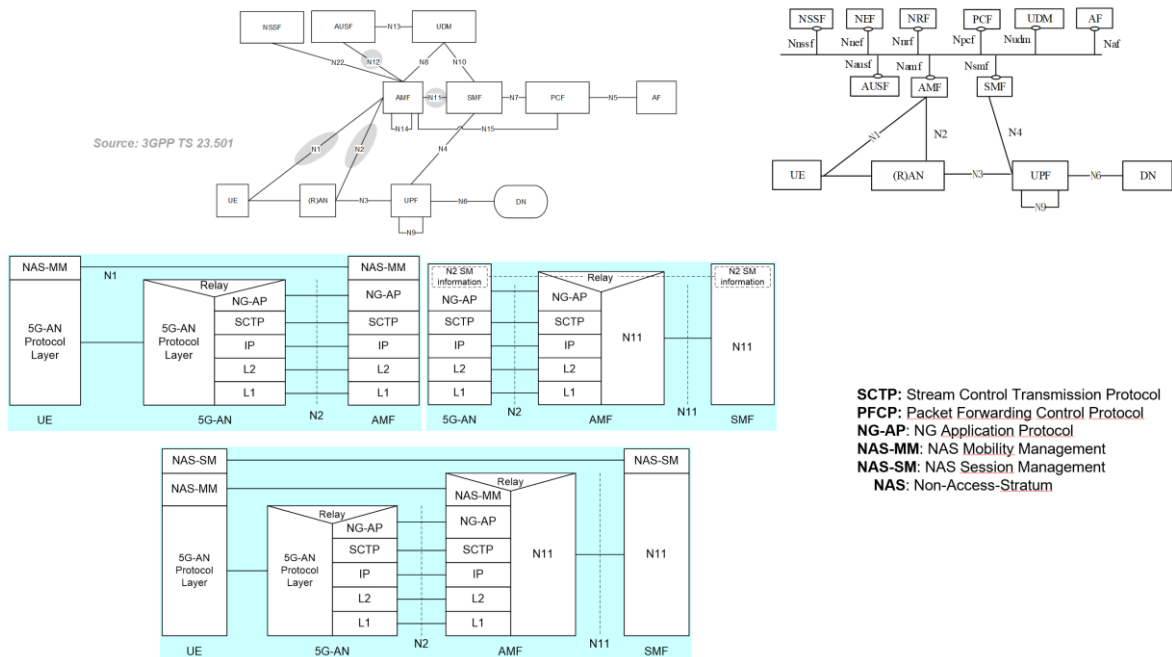 NSSF
AUSF
N13
UDM
N22
N12
N8
N10
AMF
N11
SMF
N7
PCF
N5
AF
N14
N15
Source: 3GPP TS 23.501
N1
N2
N4
UE
(R)AN
N3
UPF
N6
DN
N9
NSSF
NEF
NRF
PCF
UDM
AF
Nnssf
Nnef
Nnrf
Npcf
Nudm
Naf
Nausf
Namf
Nsmf
AUSF
AMF
SMF
N1
N2
N4
UE
(R)AN
N3
UPF
N6
DN
N9
NAS-MM
N1
NAS-MM
Relay
5G-AN
Protocol
Layer
5G-AN
Protocol
Layer
NG-AP
SCTP
IP
L2
L1
NG-AP
SCTP
IP
L2
L1
UE
5G-AN
N2
AMF
N2 SM
information
Relay
N2 SM
information
NG-AP
SCTP
IP
L2
L1
NG-AP
SCTP
IP
L2
L1
N11
N11
5G-AN
N2
AMF
N11
SMF
SCTP: Stream Control Transmission Protocol
PFCP: Packet Forwarding Control Protocol
NG-AP: NG Application Protocol
NAS-MM: NAS Mobility Management
NAS-SM: NAS Session Management
NAS: Non-Access-Stratum
NAS-SM
NAS-SM
NAS-MM
Relay
NAS-MM
Relay
5G-AN
Protocol
Layer
5G-AN
Protocol
Layer
NG-AP
SCTP
IP
L2
L1
NG-AP
SCTP
IP
L2
L1
N11
N11
UE
5G-AN
N2
AMF
N11
SMF